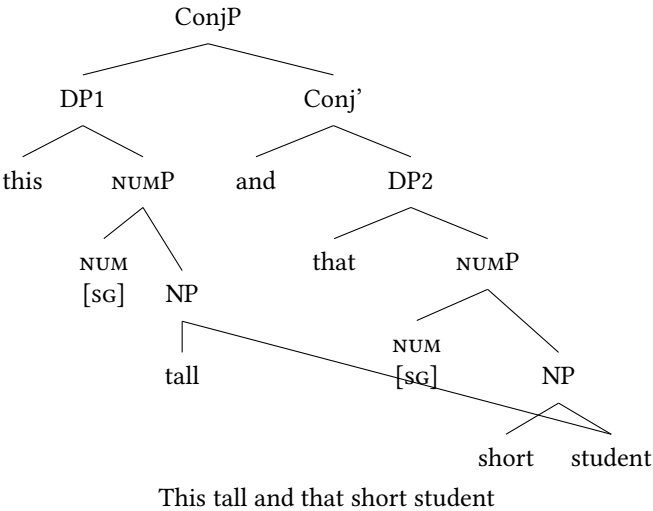 ConjP
DP1 Conj’
this NUMP and DP2
NUM that NUMP
[SG] NP
NUM
tall [SG] NP
short student
This tall and that short student